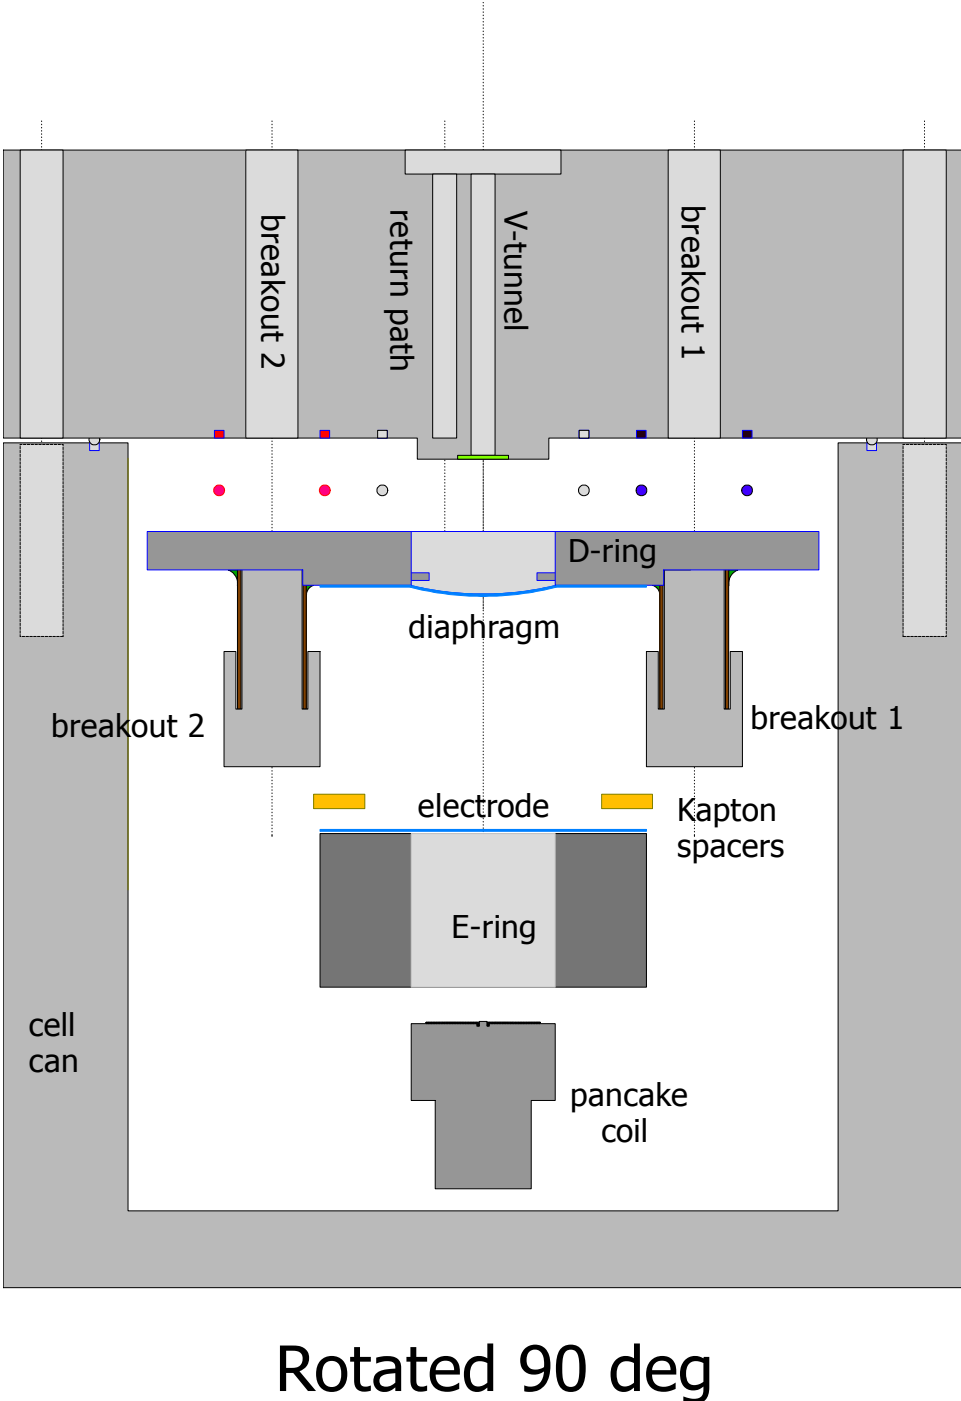 breakout 2
return path
V-tunnel
breakout 1
D-ring
diaphragm
breakout 2
breakout 1
electrode
Kapton
spacers
E-ring
cell
can
pancake
coil
Rotated 90 deg